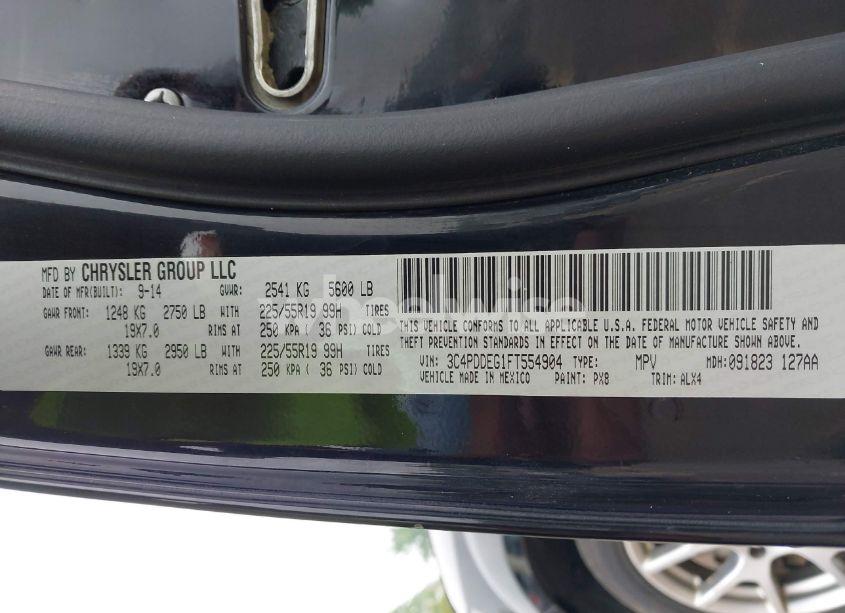 MFD BY CHRYSLER GROUP LLC
DATE OF MFR(BUILT): 9-14 GVWR: 2541 KG 5600 LB
GAWR FRONT: 1248 KG 2750 LB WITH 225/55R19 99H TIRES
19X7.0 RIMS AT 250 KPA ( 36 PSI) COLD
GAWR REAR: 1339 KG 2950 LB WITH 225/55R19 99H TIRES
19X7.0 RIMS AT 250 KPA ( 36 PSI) COLD
THIS VEHICLE CONFORMS TO ALL APPLICABLE U.S.A. FEDERAL MOTOR VEHICLE SAFETY AND
THEFT PREVENTION STANDARDS IN EFFECT ON THE DATE OF MANUFACTURE SHOWN ABOVE.
VIN: 3C4PDDEG1FT554904 TYPE: MPV MDH: 091823 127AA
VEHICLE MADE IN MEXICO PAINT: PX8 TRIM: ALX4